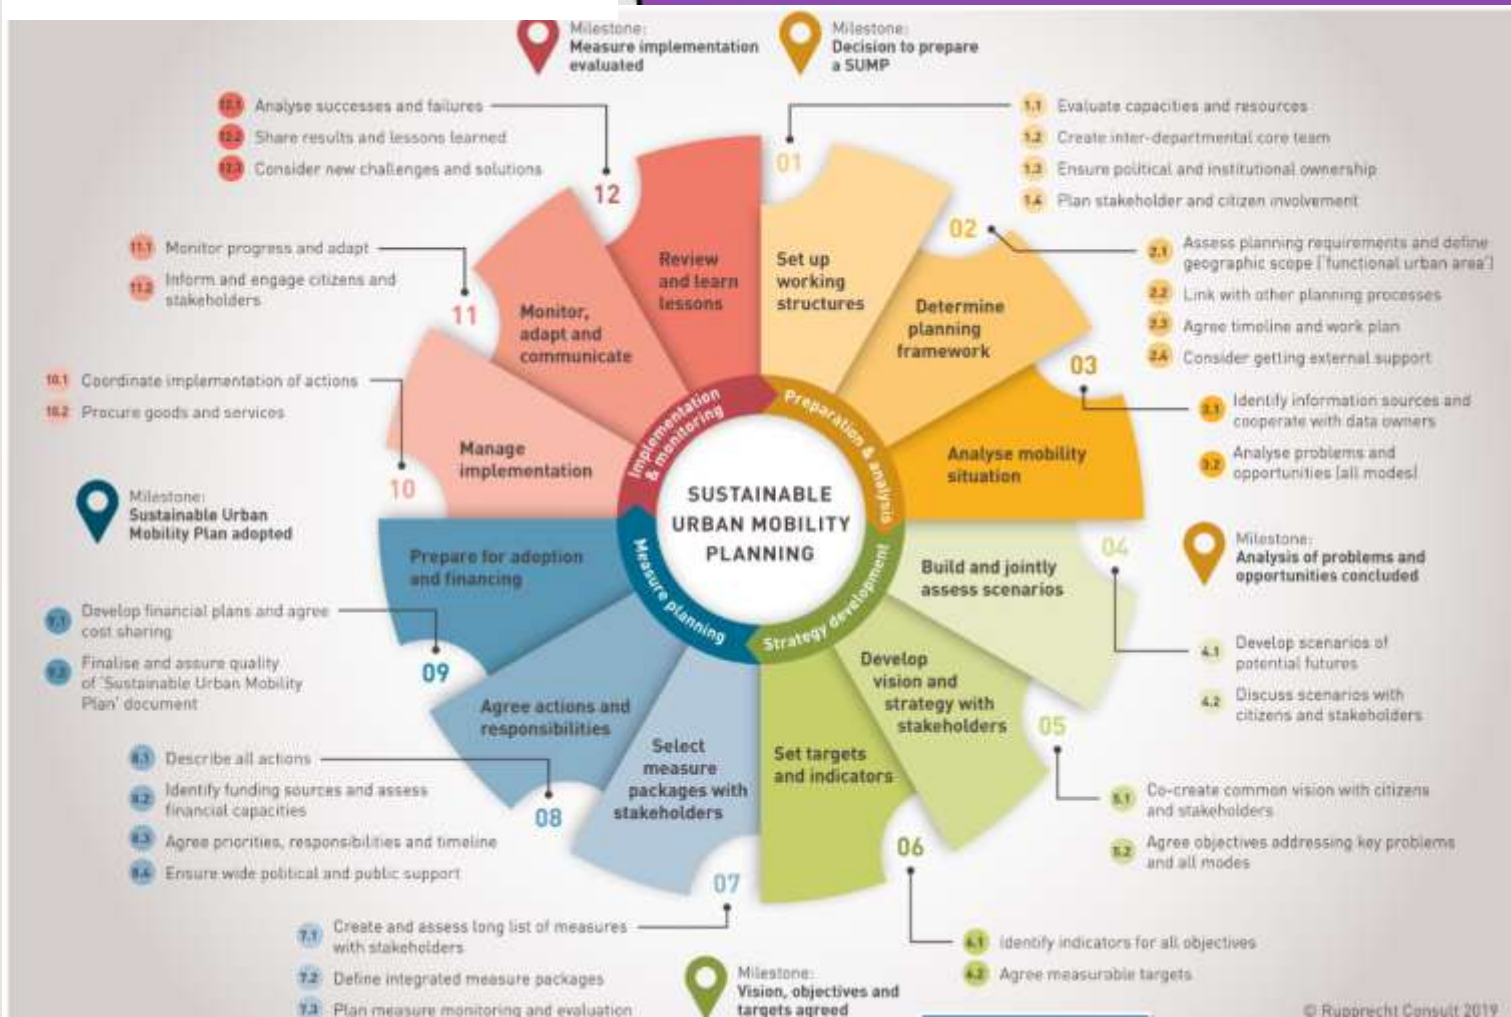 Milestone:
Measure implementation
evaluated
Milestone:
Decision to prepare
a SUMP
12.1 Analyse successes and failures
12.2 Share results and lessons learned
12.3 Consider new challenges and solutions
1.1 Evaluate capacities and resources
1.2 Create inter-departmental core team
1.3 Ensure political and institutional ownership
1.4 Plan stakeholder and citizen involvement
11.1 Monitor progress and adapt
11.2 Inform and engage citizens and
stakeholders
2.1 Assess planning requirements and define
geographic scope ('functional urban area')
2.2 Link with other planning processes
2.3 Agree timeline and work plan
2.4 Consider getting external support
10.1 Coordinate implementation of actions
10.2 Procure goods and services
3.1 Identify information sources and
cooperate with data owners
3.2 Analyse problems and
opportunities (all modes)
Milestone:
Sustainable Urban
Mobility Plan adopted
Milestone:
Analysis of problems and
opportunities concluded
01
Set up
working
structures
02
Determine
planning
framework
03
Analyse mobility
situation
04
Build and jointly
assess scenarios
05
Develop
vision and
strategy with
stakeholders
06
Set targets
and indicators
07
Select
measure
packages with
stakeholders
08
Agree actions and
responsibilities
09
Prepare for adoption
and financing
10
Manage
implementation
11
Monitor,
adapt and
communicate
12
Review
and learn
lessons
Preparation & analysis
Strategy development
Measure planning
Implementation
& monitoring
SUSTAINABLE
URBAN MOBILITY
PLANNING
9.1 Develop financial plans and agree
cost sharing
9.2 Finalise and assure quality
of 'Sustainable Urban Mobility
Plan' document
4.1 Develop scenarios of
potential futures
4.2 Discuss scenarios with
citizens and stakeholders
8.1 Describe all actions
8.2 Identify funding sources and assess
financial capacities
8.3 Agree priorities, responsibilities and timeline
8.4 Ensure wide political and public support
5.1 Co-create common vision with citizens
and stakeholders
5.2 Agree objectives addressing key problems
and all modes
7.1 Create and assess long list of measures
with stakeholders
7.2 Define integrated measure packages
7.3 Plan measure monitoring and evaluation
6.1 Identify indicators for all objectives
6.2 Agree measurable targets
Milestone:
Vision, objectives and
targets agreed
© Rupprecht Consult 2019